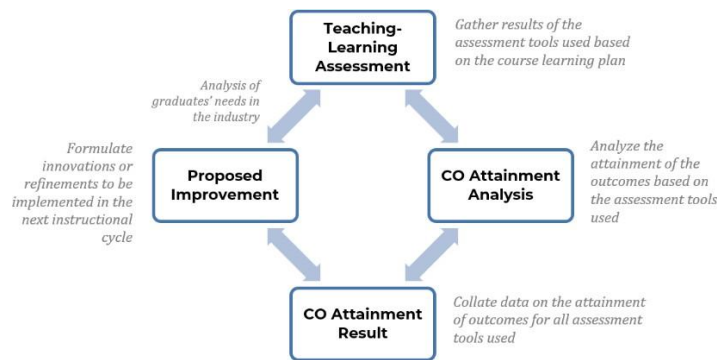 Teaching-
Learning
Assessment
Gather results of the
assessment tools used based
on the course learning plan
Analysis of
graduates' needs in
the industry
Formulate
innovations or
refinements to be
implemented in the
next instructional
cycle
Proposed
Improvement
CO Attainment
Analysis
Analyze the
attainment of the
outcomes based on
the assessment tools
used
CO Attainment
Result
Collate data on the attainment
of outcomes for all assessment
tools used